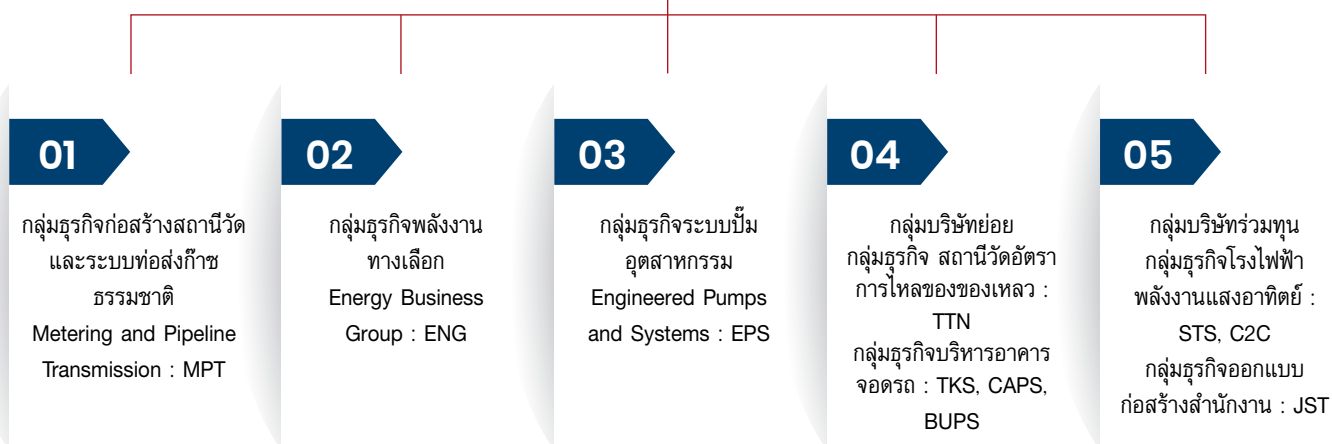 01
กลุ่มธุรกิจก่อสร้างสถานีวัด
และระบบท่อส่งก๊าซ
ธรรมชาติ
Metering and Pipeline
Transmission : MPT
02
กลุ่มธุรกิจพลังงาน
ทางเลือก
Energy Business
Group : ENG
03
กลุ่มธุรกิจระบบปั๊ม
อุตสาหกรรม
Engineered Pumps
and Systems : EPS
04
กลุ่มบริษัทย่อย
กลุ่มธุรกิจ สถานีวัดอัตรา
การไหลของของเหลว :
TTN
กลุ่มธุรกิจบริหารอาคาร
จอดรถ : TKS, CAPS,
BUPS
05
กลุ่มบริษัทร่วมทุน
กลุ่มธุรกิจโรงไฟฟ้า
พลังงานแสงอาทิตย์ :
STS, C2C
กลุ่มธุรกิจออกแบบ
ก่อสร้างสำนักงาน : JST